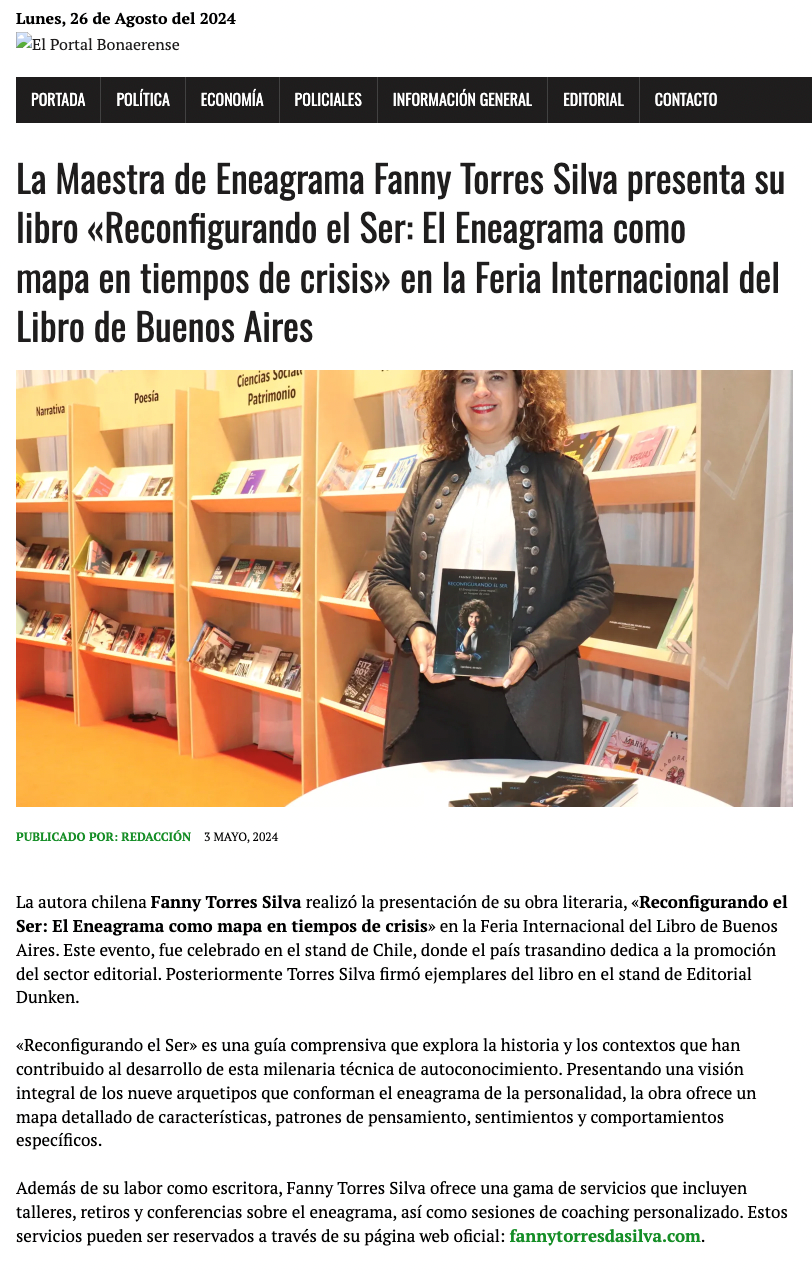 Lunes, 26 de Agosto del 2024
El Portal Bonaerense
PORTADA POLÍTICA ECONOMÍA POLICIALES INFORMACIÓN GENERAL EDITORIAL CONTACTO
La Maestra de Eneagrama Fanny Torres Silva presenta su
libro «Reconfigurando el Ser: El Eneagrama como
mapa en tiempos de crisis» en la Feria Internacional del
Libro de Buenos Aires
Narrativa
Poesía
Ciencias Sociales
Patrimonio
FANNY TORRES SILVA
RECONFIGURANDO EL SER
FITZ
ROY
PUBLICADO POR: REDACCIÓN 3 MAYO, 2024
La autora chilena Fanny Torres Silva realizó la presentación de su obra literaria, «Reconfigurando el
Ser: El Eneagrama como mapa en tiempos de crisis» en la Feria Internacional del Libro de Buenos
Aires. Este evento, fue celebrado en el stand de Chile, donde el país trasandino dedica a la promoción
del sector editorial. Posteriormente Torres Silva firmó ejemplares del libro en el stand de Editorial
Dunken.
«Reconfigurando el Ser» es una guía comprensiva que explora la historia y los contextos que han
contribuido al desarrollo de esta milenaria técnica de autoconocimiento. Presentando una visión
integral de los nueve arquetipos que conforman el eneagrama de la personalidad, la obra ofrece un
mapa detallado de características, patrones de pensamiento, sentimientos y comportamientos
específicos.
Además de su labor como escritora, Fanny Torres Silva ofrece una gama de servicios que incluyen
talleres, retiros y conferencias sobre el eneagrama, así como sesiones de coaching personalizado. Estos
servicios pueden ser reservados a través de su página web oficial: fannytorresdasilva.com.